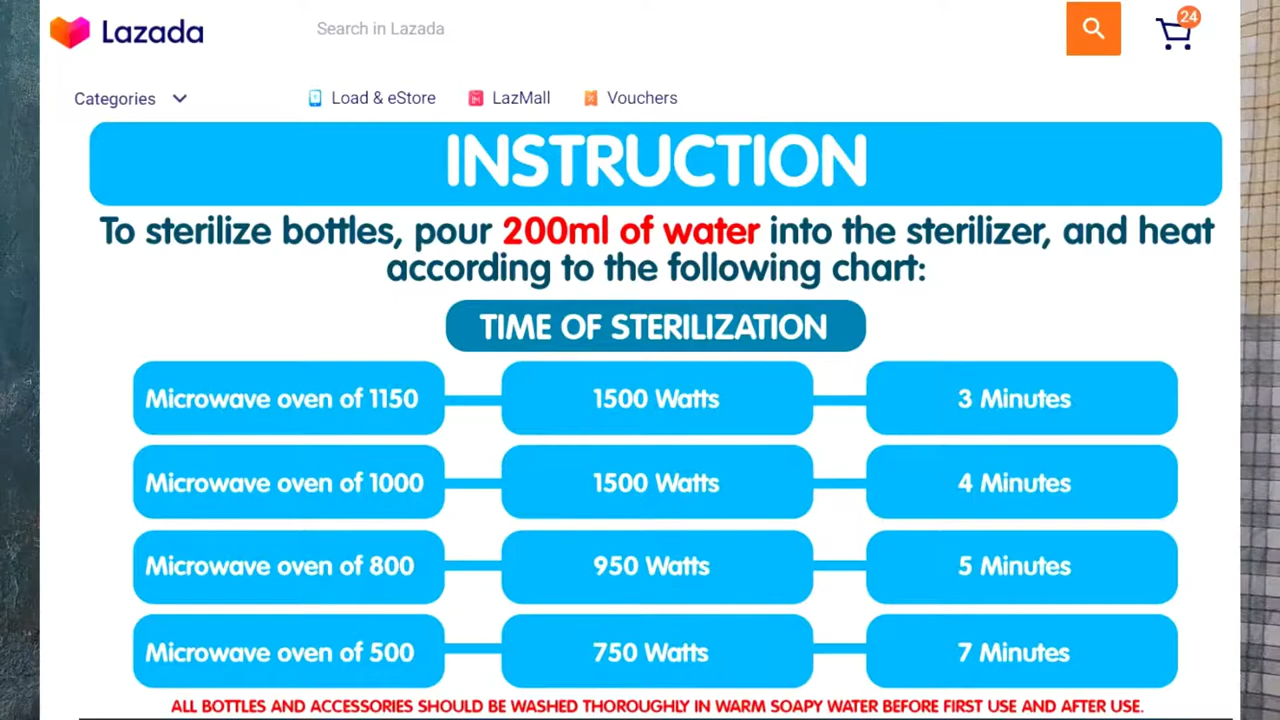 Lazada
Search in Lazada
24
Categories
Load & eStore
LazMall
Vouchers
INSTRUCTION
To sterilize bottles, pour 200ml of water into the sterilizer, and heat
according to the following chart:
TIME OF STERILIZATION
Microwave oven of 1150 1500 Watts 3 Minutes
Microwave oven of 1000 1500 Watts 4 Minutes
Microwave oven of 800 950 Watts 5 Minutes
Microwave oven of 500 750 Watts 7 Minutes
ALL BOTTLES AND ACCESSORIES SHOULD BE WASHED THOROUGHLY IN WARM SOAPY WATER BEFORE FIRST USE AND AFTER USE.